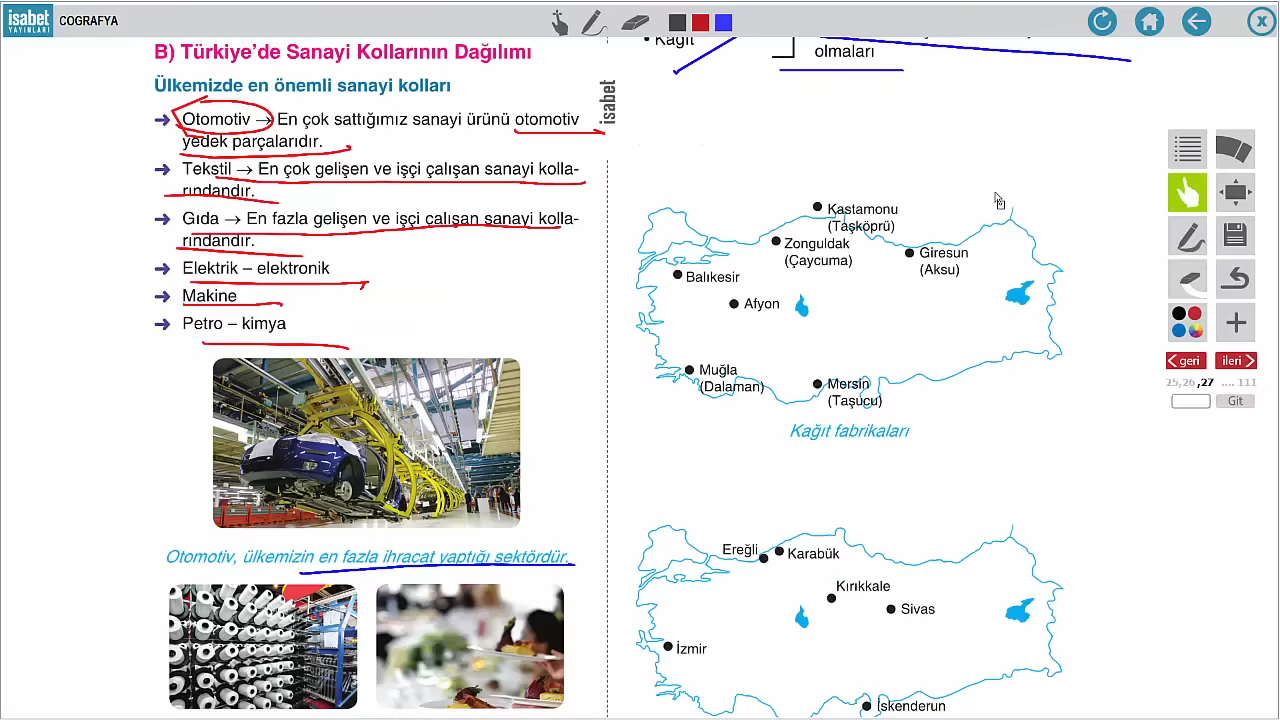 isabet
YAYINLARI
COGRAFYA
B) Türkiye'de Sanayi Kollarının Dağılımı
Ülkemizde en önemli sanayi kolları
Otomotiv → En çok sattığımız sanayi ürünü otomotiv
yedek parçalarıdır.
Tekstil → En çok gelişen ve işçi çalışan sanayi kolla-
rındandır.
Gıda → En fazla gelişen ve işçi çalışan sanayi kolla-
rındandır.
Elektrik – elektronik
Makine
Petro – kimya
Otomotiv, ülkemizin en fazla ihracat yaptığı sektördür.
isabet
• Kağıt
olmaları
Kastamonu
(Taşköprü)
Zonguldak
(Çaycuma)
Giresun
(Aksu)
Balıkesir
Afyon
Muğla
(Dalaman)
Mersin
(Taşucu)
Kağıt fabrikaları
Ereğli
Karabük
Kırıkkale
Sivas
İzmir
İskenderun
geri
ileri
25,26,27 .... 111
Git